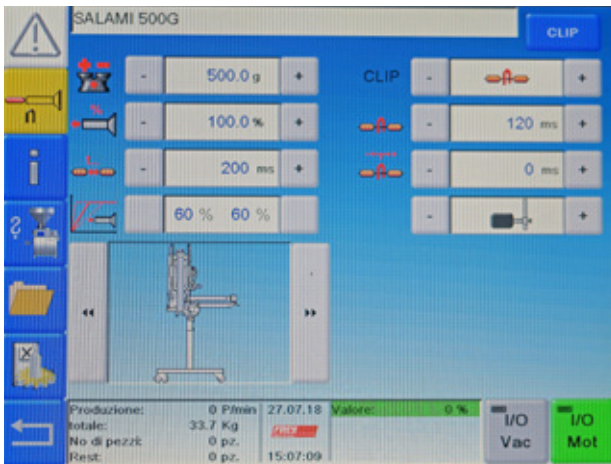 SALAMI 500G
CLIP
- 500.0 g + CLIP - +
%
- 100.0 % + - 120 ms +
t...
- 200 ms + - 0 ms +
60 % 60 % - +
Produzione: 0 P/min 27.07.18 Valore: 0 %
totale: 33.7 Kg
No di pezzi: 0 pz.
Rest: 0 pz. 15:07:09
I/O
Vac
I/O
Mot